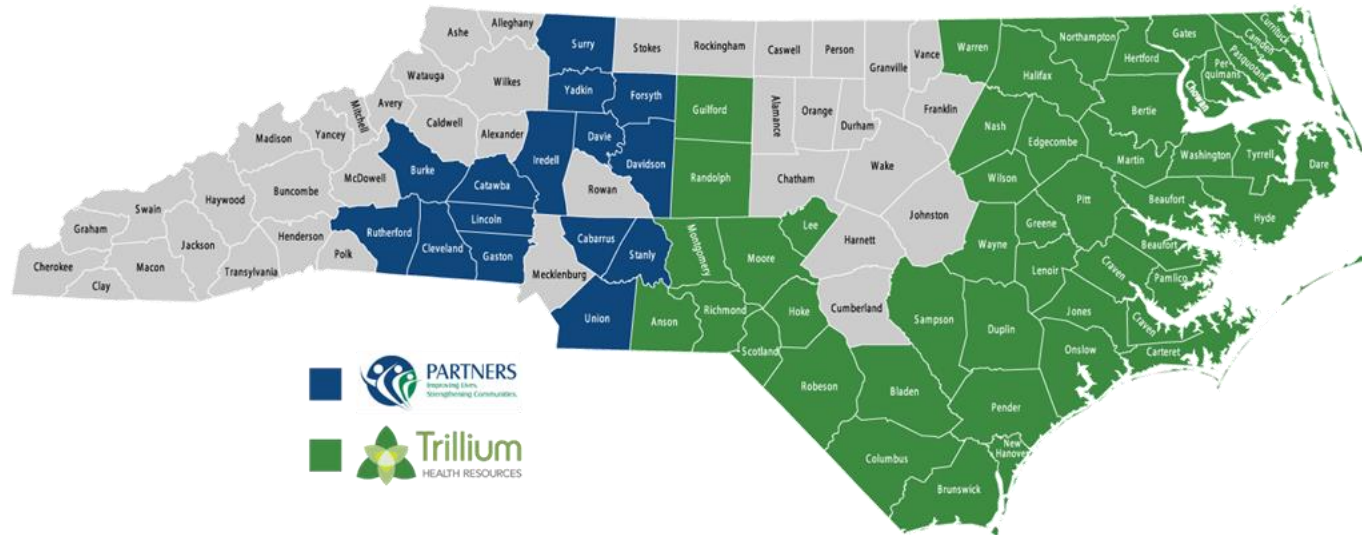 Ashe
Alleghany
Surry
Stokes
Rockingham
Caswell
Person
Granville
Vance
Warren
Northampton
Gates
Currituck
Camden
Pasquotank
Per-
quimans
Chowan
Hertford
Halifax
Bertie
Watauga
Wilkes
Yadkin
Forsyth
Guilford
Alamance
Orange
Durham
Franklin
Nash
Edgecombe
Martin
Washington
Tyrrell
Dare
Mitchell
Avery
Caldwell
Alexander
Iredell
Davie
Davidson
Randolph
Chatham
Wake
Wilson
Pitt
Beaufort
Hyde
Madison
Yancey
McDowell
Burke
Catawba
Rowan
Buncombe
Haywood
Swain
Graham
Cherokee
Clay
Macon
Jackson
Transylvania
Henderson
Polk
Rutherford
Cleveland
Lincoln
Gaston
Mecklenburg
Cabarrus
Stanly
Union
Montgomery
Moore
Lee
Harnett
Johnston
Wayne
Greene
Lenoir
Craven
Beaufort
Pamlico
Jones
Craven
Carteret
Onslow
Anson
Richmond
Scotland
Hoke
Cumberland
Sampson
Duplin
Robeson
Bladen
Pender
New
Hanover
Columbus
Brunswick
PARTNERS
Improving Lives.
Strengthening Communities.
Trillium
HEALTH RESOURCES